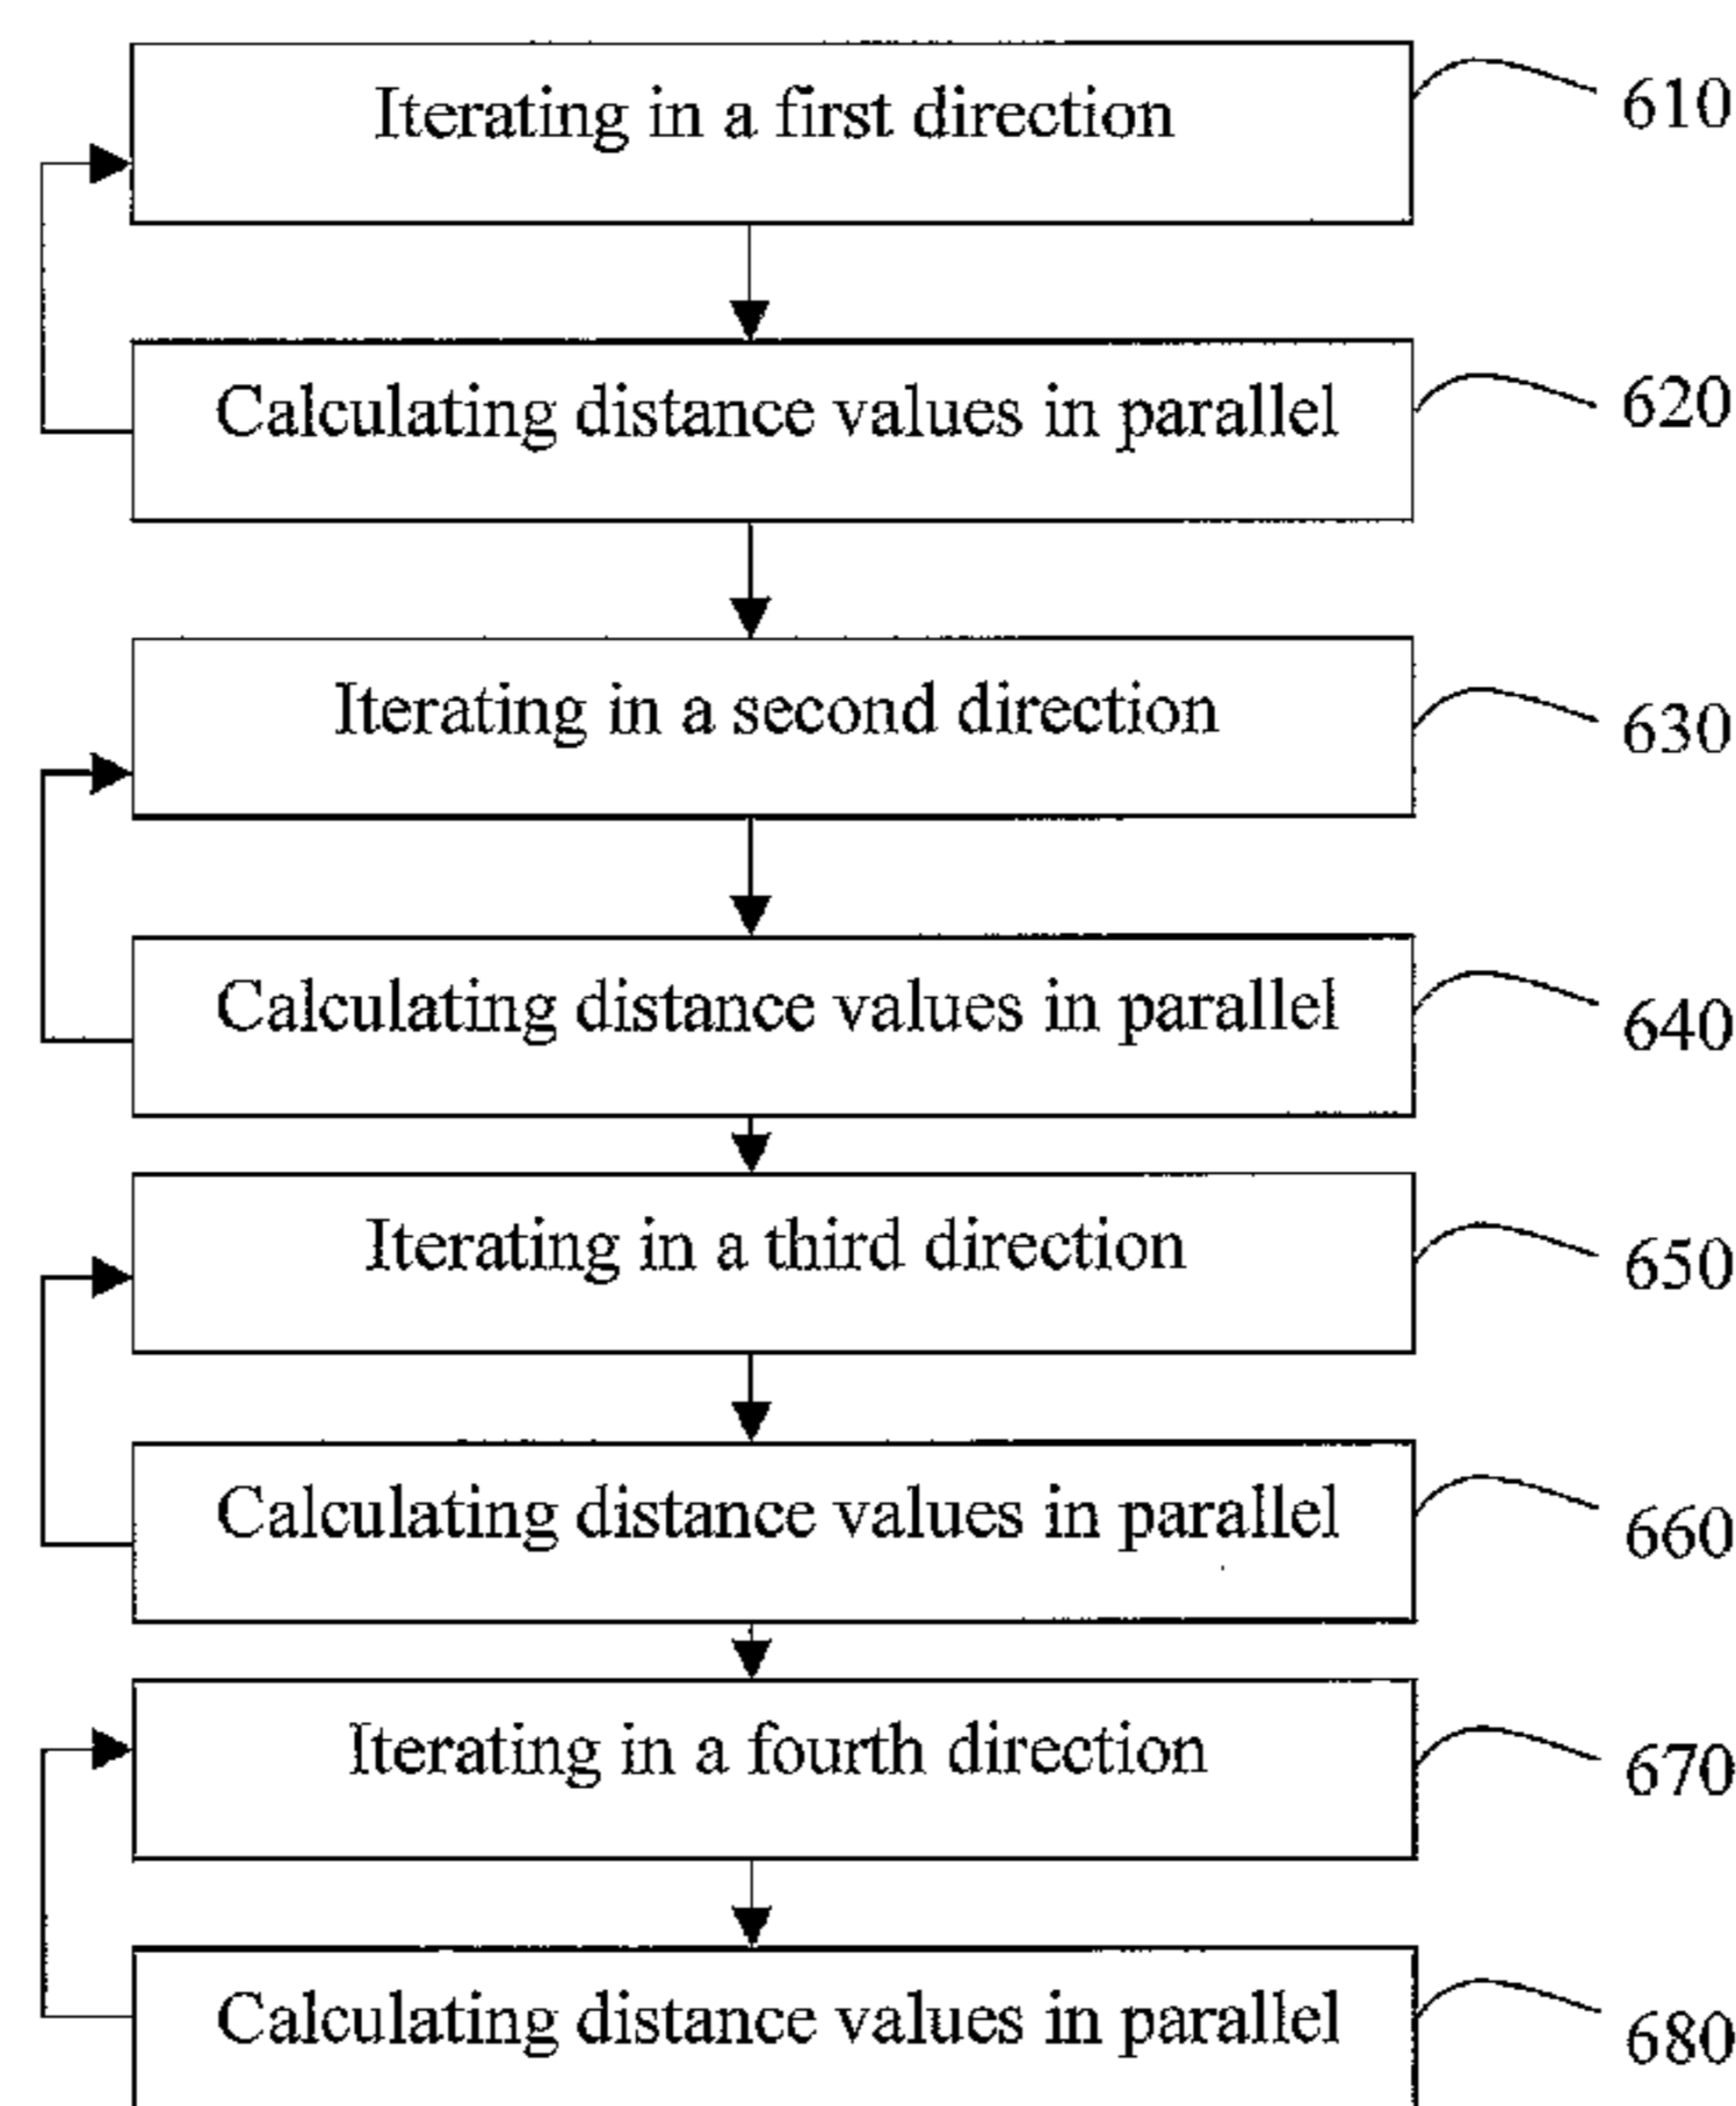 Iterating in a first direction 610
Calculating distance values in parallel 620
Iterating in a second direction 630
Calculating distance values in parallel 640
Iterating in a third direction 650
Calculating distance values in parallel 660
Iterating in a fourth direction 670
Calculating distance values in parallel 680